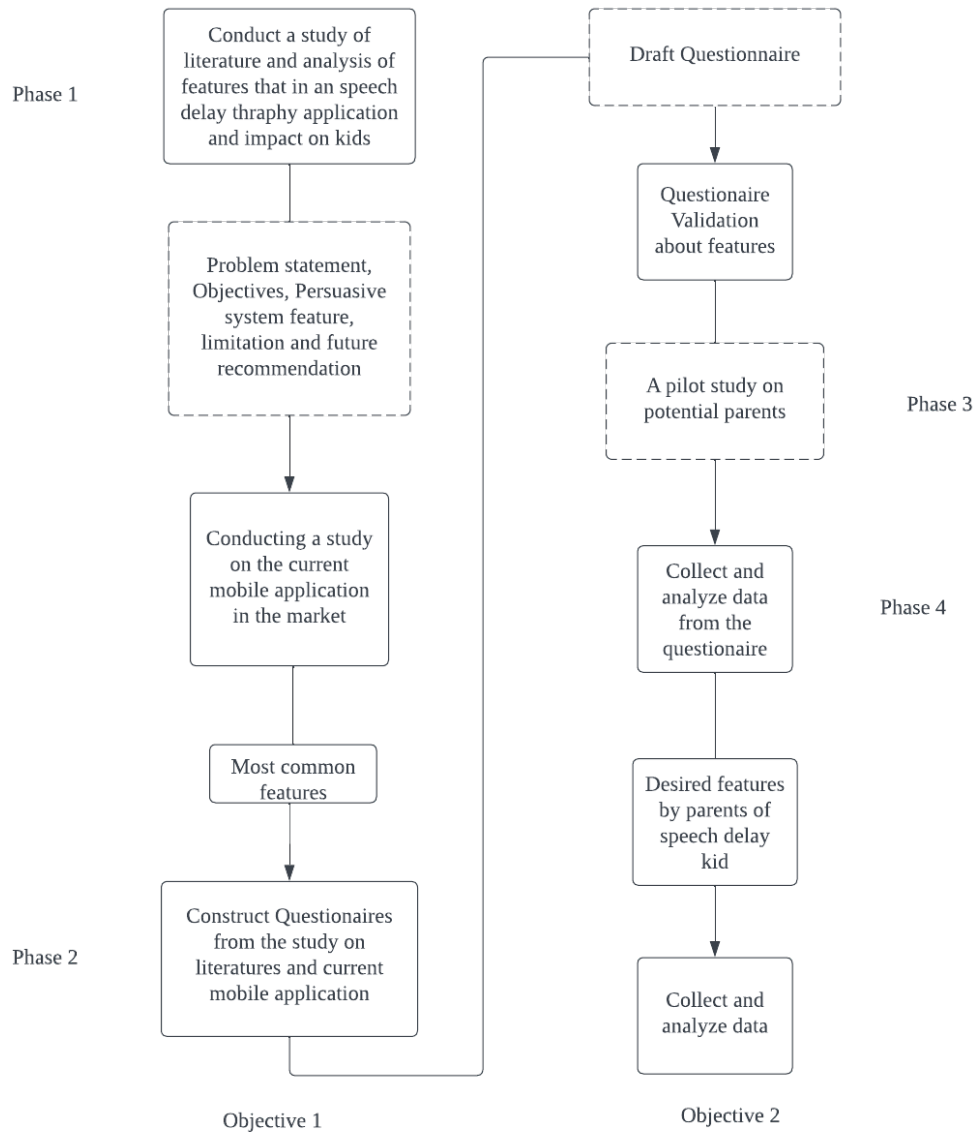 Phase 1
Conduct a study of
literature and analysis of
features that in an speech
delay thraphy application
and impact on kids
Problem statement,
Objectives, Persuasive
system feature,
limitation and future
recommendation
Conducting a study
on the current
mobile application
in the market
Most common
features
Phase 2
Construct Questionaires
from the study on
literatures and current
mobile application
Objective 1
Draft Questionnaire
Questionaire
Validation
about features
A pilot study on
potential parents
Phase 3
Collect and
analyze data
from the
questionaire
Phase 4
Desired features
by parents of
speech delay
kid
Collect and
analyze data
Objective 2